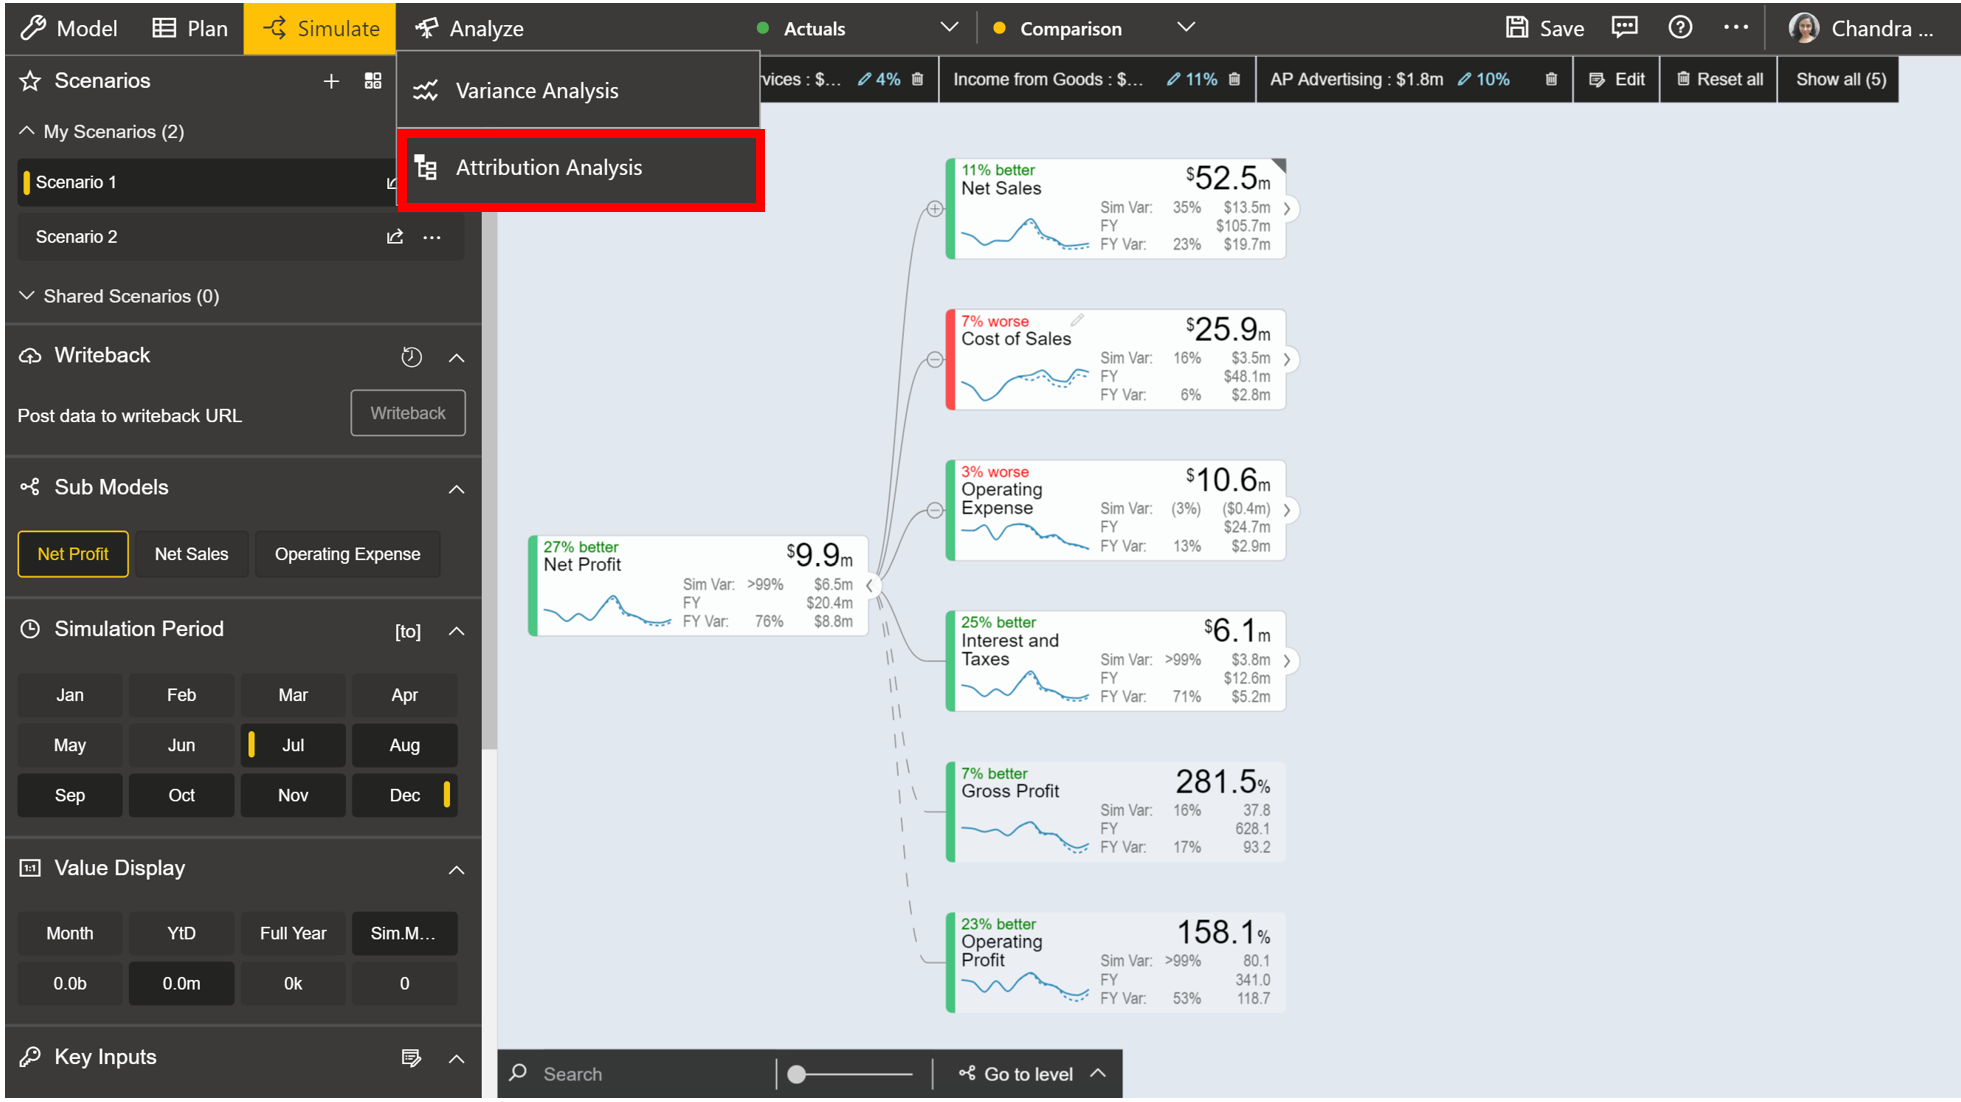 Model Plan Simulate Analyze Actuals Comparison Save Chandra ...
Scenarios
Variance Analysis
Attribution Analysis
vices : $... 4% Income from Goods : $... 11% AP Advertising : $1.8m 10% Edit Reset all Show all (5)
My Scenarios (2)
Scenario 1
Scenario 2
Shared Scenarios (0)
Writeback
Post data to writeback URL Writeback
Sub Models
Net Profit Net Sales Operating Expense
Simulation Period [to]
Jan Feb Mar Apr
May Jun Jul Aug
Sep Oct Nov Dec
1:1 Value Display
Month YtD Full Year Sim.M...
0.0b 0.0m 0k 0
Key Inputs
27% better
Net Profit $9.9m
Sim Var: >99% $6.5m
FY $20.4m
FY Var: 76% $8.8m
11% better
Net Sales $52.5m
Sim Var: 35% $13.5m
FY $105.7m
FY Var: 23% $19.7m
7% worse
Cost of Sales $25.9m
Sim Var: 16% $3.5m
FY $48.1m
FY Var: 6% $2.8m
3% worse
Operating
Expense $10.6m
Sim Var: (3%) ($0.4m)
FY $24.7m
FY Var: 13% $2.9m
25% better
Interest and
Taxes $6.1m
Sim Var: >99% $3.8m
FY $12.6m
FY Var: 71% $5.2m
7% better
Gross Profit 281.5%
Sim Var: 16% 37.8
FY 628.1
FY Var: 17% 93.2
23% better
Operating
Profit 158.1%
Sim Var: >99% 80.1
FY 341.0
FY Var: 53% 118.7
Search Go to level